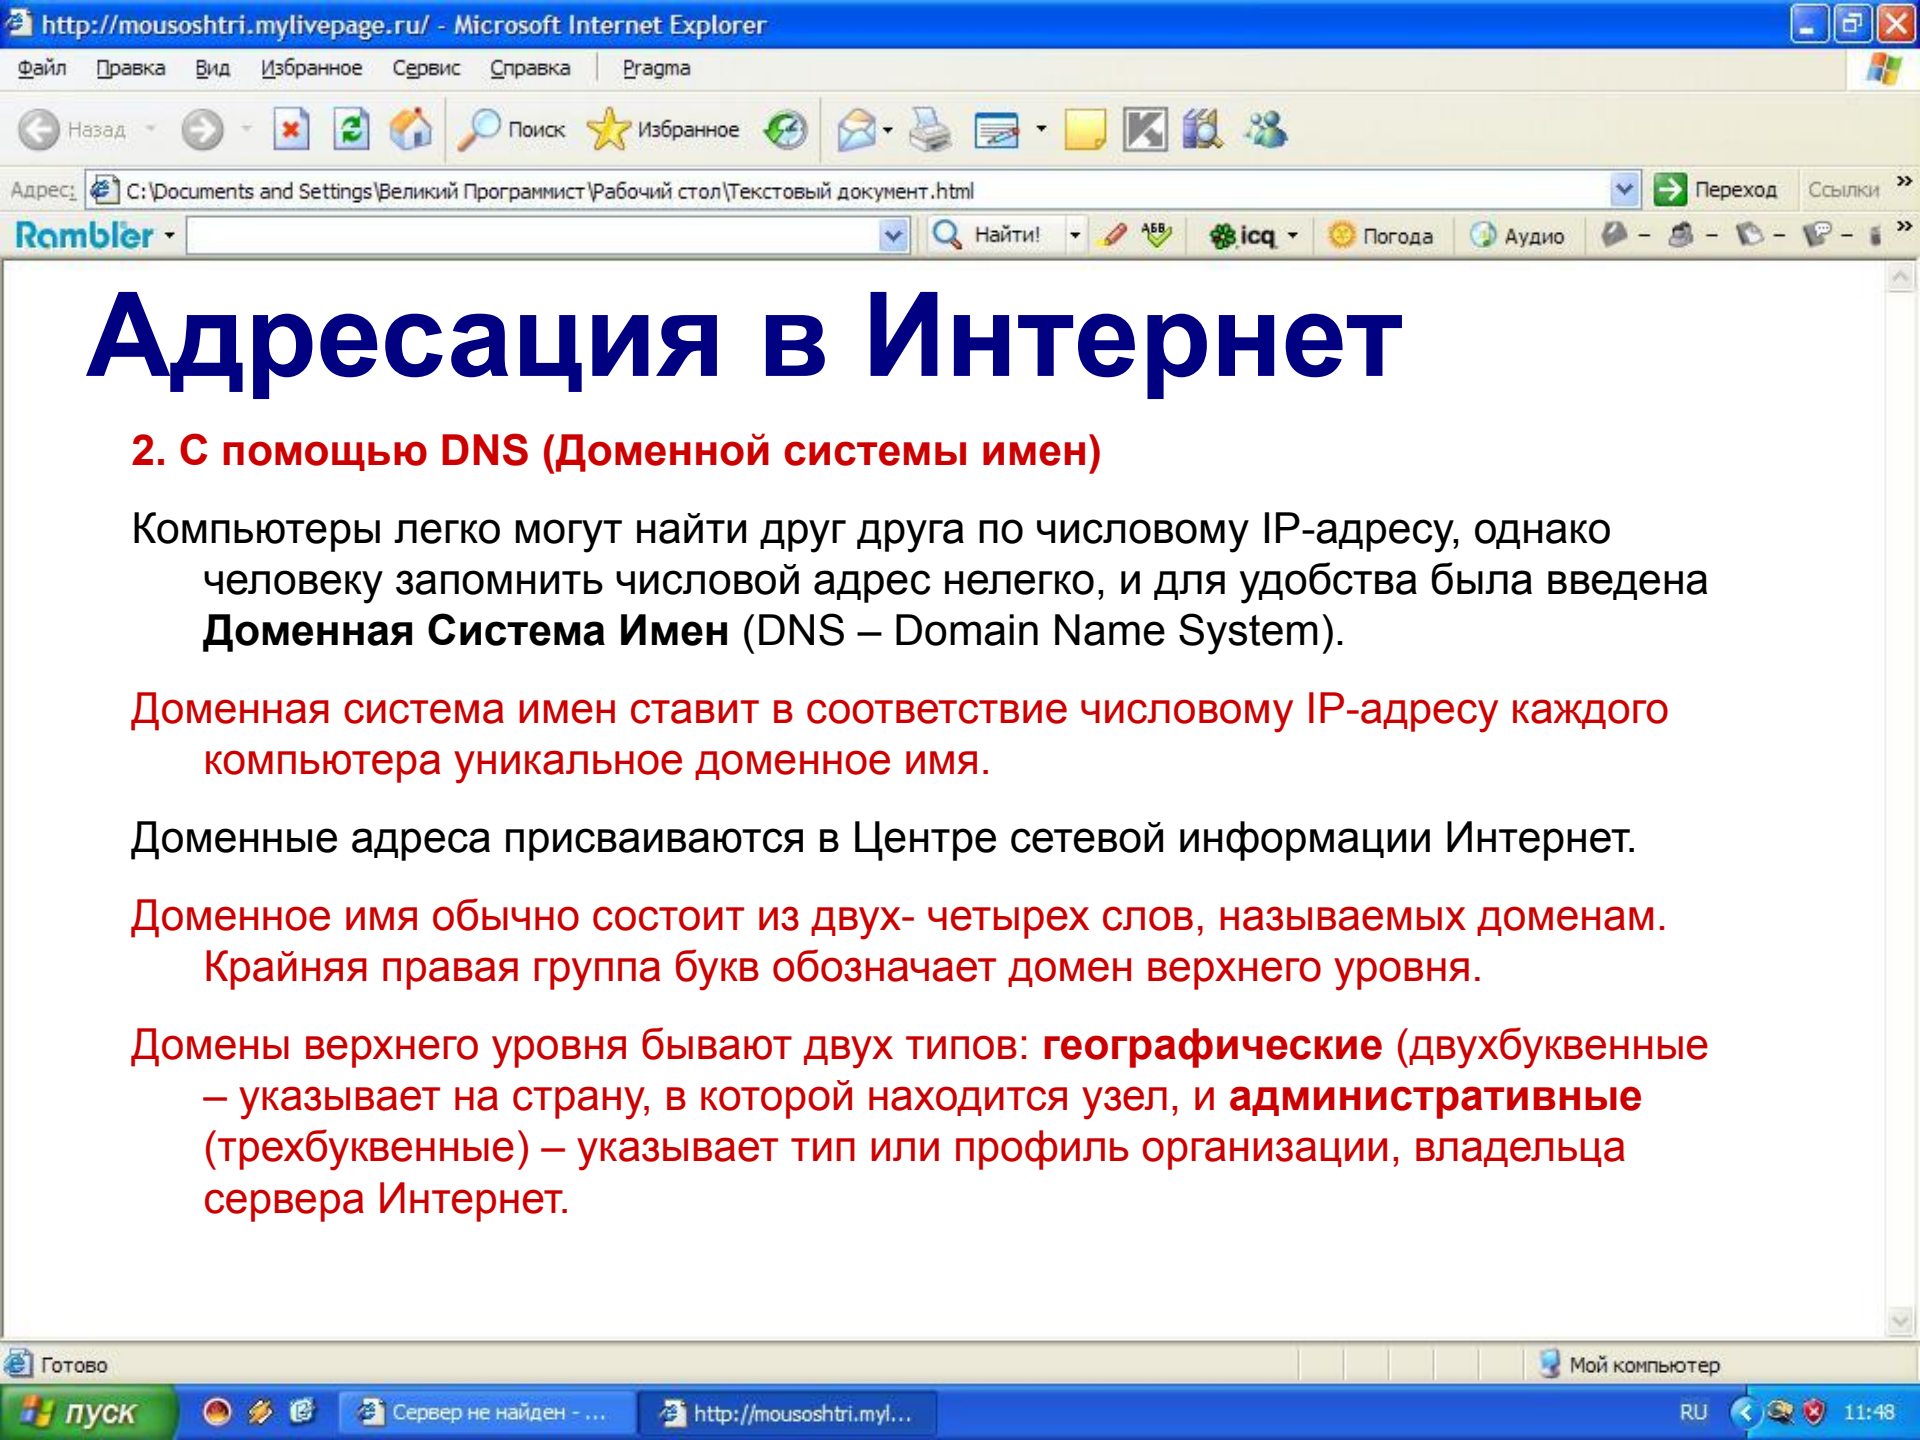 http://mousoshtri.mylivepage.ru/ - Microsoft Internet Explorer
Файл Правка Вид Избранное Сервис Справка Pragma
Назад Поиск Избранное
Адрес: C:\Documents and Settings\Великий Программист\Рабочий стол\Текстовый документ.html Переход Ссылки »
Rambler Найти! АБВ icq Погода Аудио »
Адресация в Интернет
2. С помощью DNS (Доменной системы имен)
Компьютеры легко могут найти друг друга по числовому IP-адресу, однако
человеку запомнить числовой адрес нелегко, и для удобства была введена
Доменная Система Имен (DNS – Domain Name System).
Доменная система имен ставит в соответствие числовому IP-адресу каждого
компьютера уникальное доменное имя.
Доменные адреса присваиваются в Центре сетевой информации Интернет.
Доменное имя обычно состоит из двух- четырех слов, называемых доменам.
Крайняя правая группа букв обозначает домен верхнего уровня.
Домены верхнего уровня бывают двух типов: географические (двухбуквенные
– указывает на страну, в которой находится узел, и административные
(трехбуквенные) – указывает тип или профиль организации, владельца
сервера Интернет.
Готово Мой компьютер
пуск Сервер не найден - ... http://mousoshtri.myl... RU 11:48